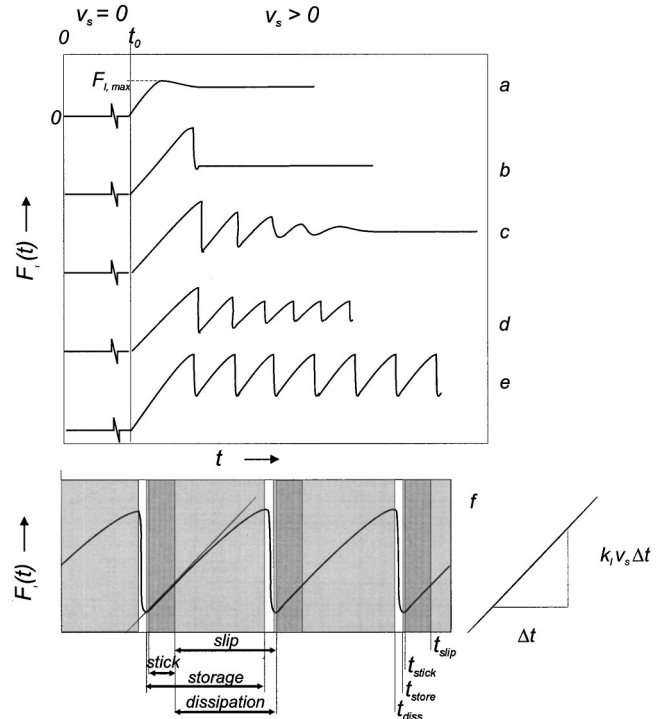 v_s = 0 v_s > 0
0 t_0
F_l, max
0
a
b
c
d
e
F_l(t)
t
f
F_l(t)
k_l v_s Δt
Δt
slip
stick
storage
dissipation
t_slip
t_stick
t_store
t_diss